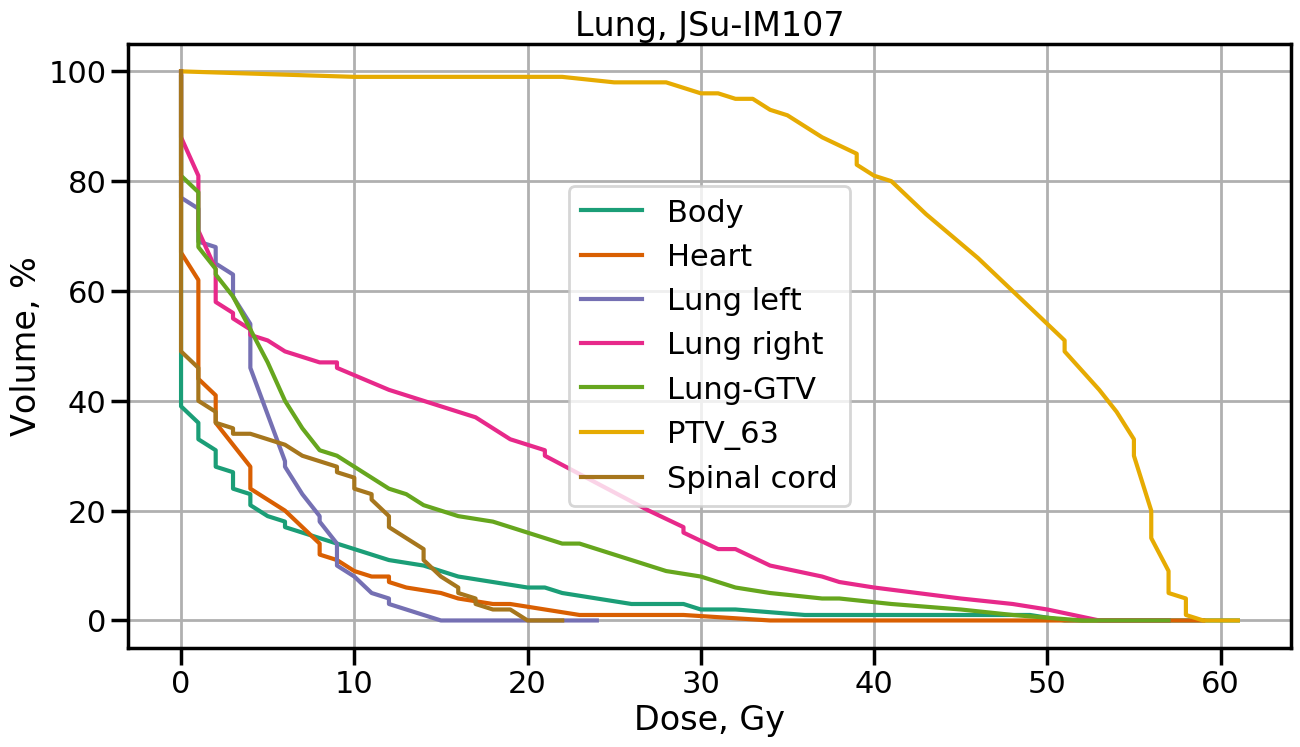 Lung, JSu-IM107
Volume, %
100
80
60
40
20
0
Body
Heart
Lung left
Lung right
Lung-GTV
PTV_63
Spinal cord
0 10 20 30 40 50 60
Dose, Gy